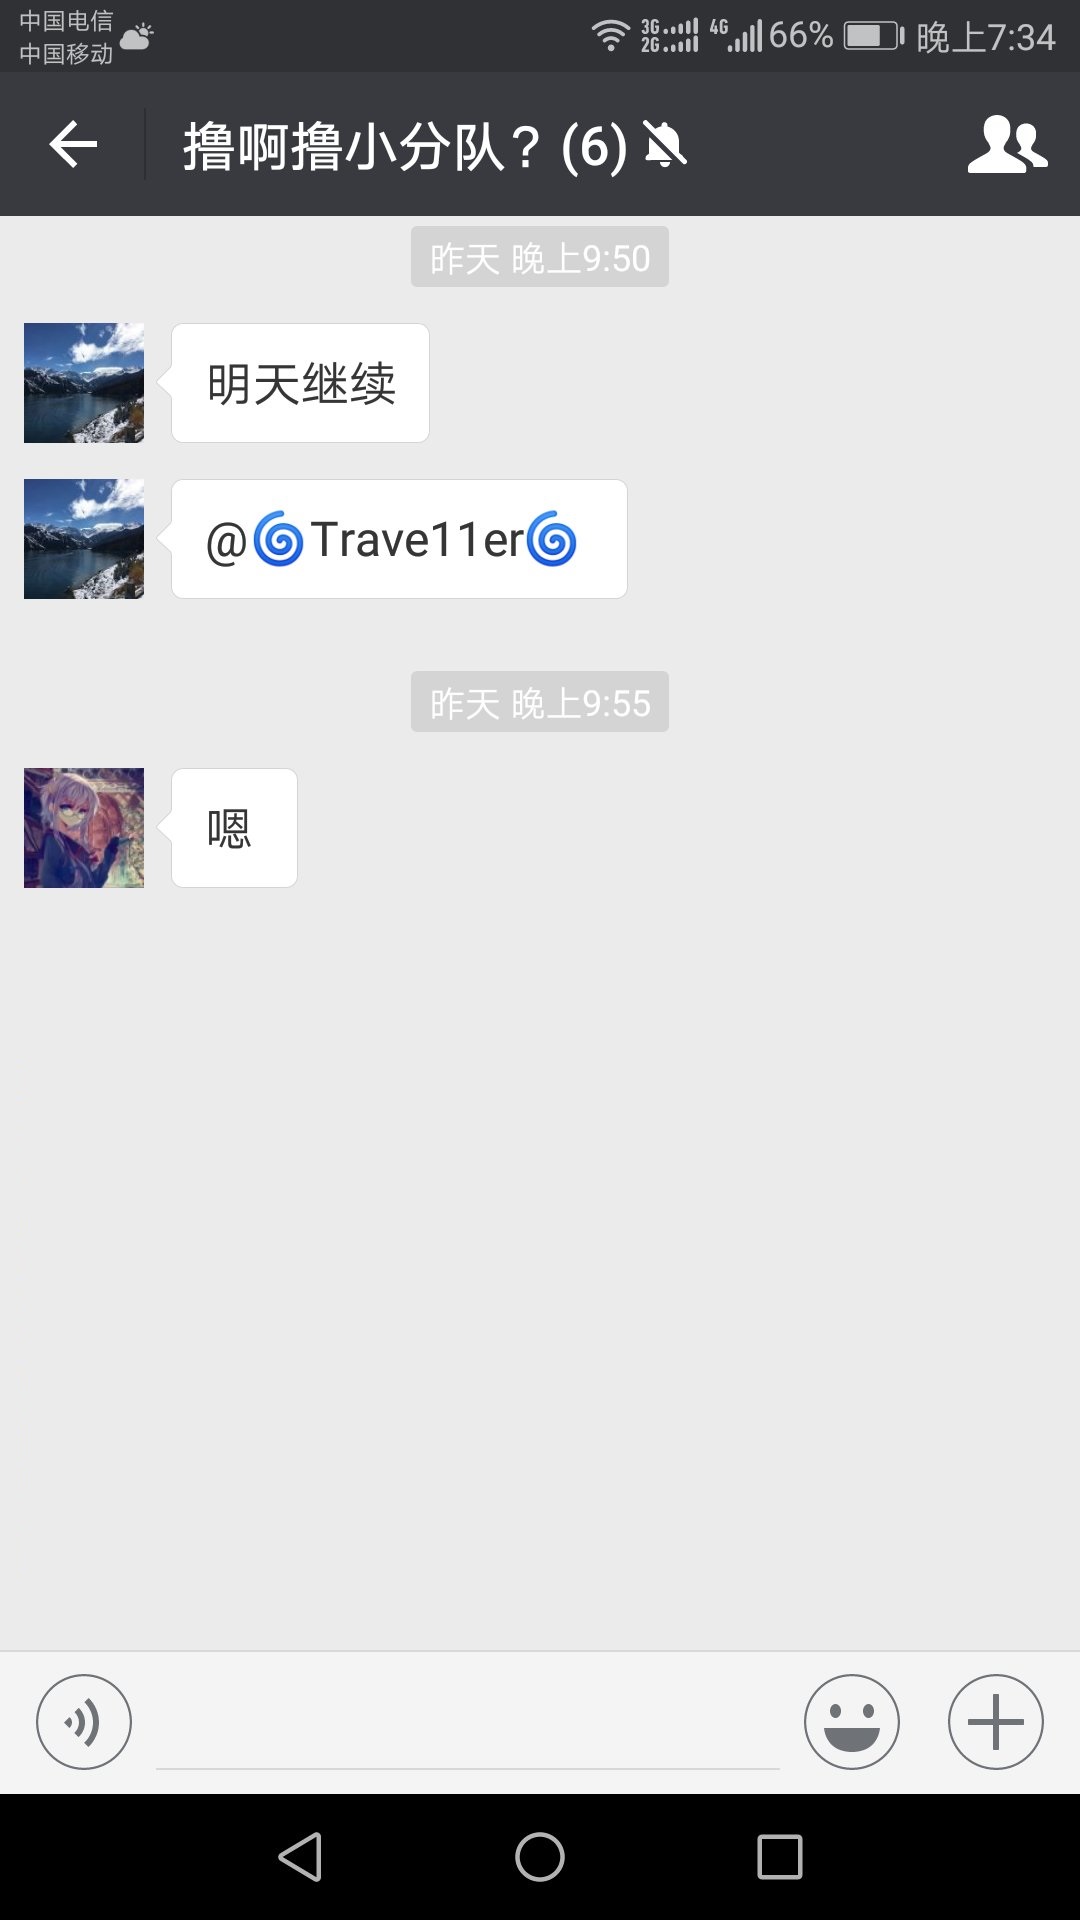 中国电信
中国移动
3G
2G
4G
66%
晚上7:34
撸啊撸小分队？(6)
昨天 晚上9:50
明天继续
@🌀Trave11er🌀
昨天 晚上9:55
嗯